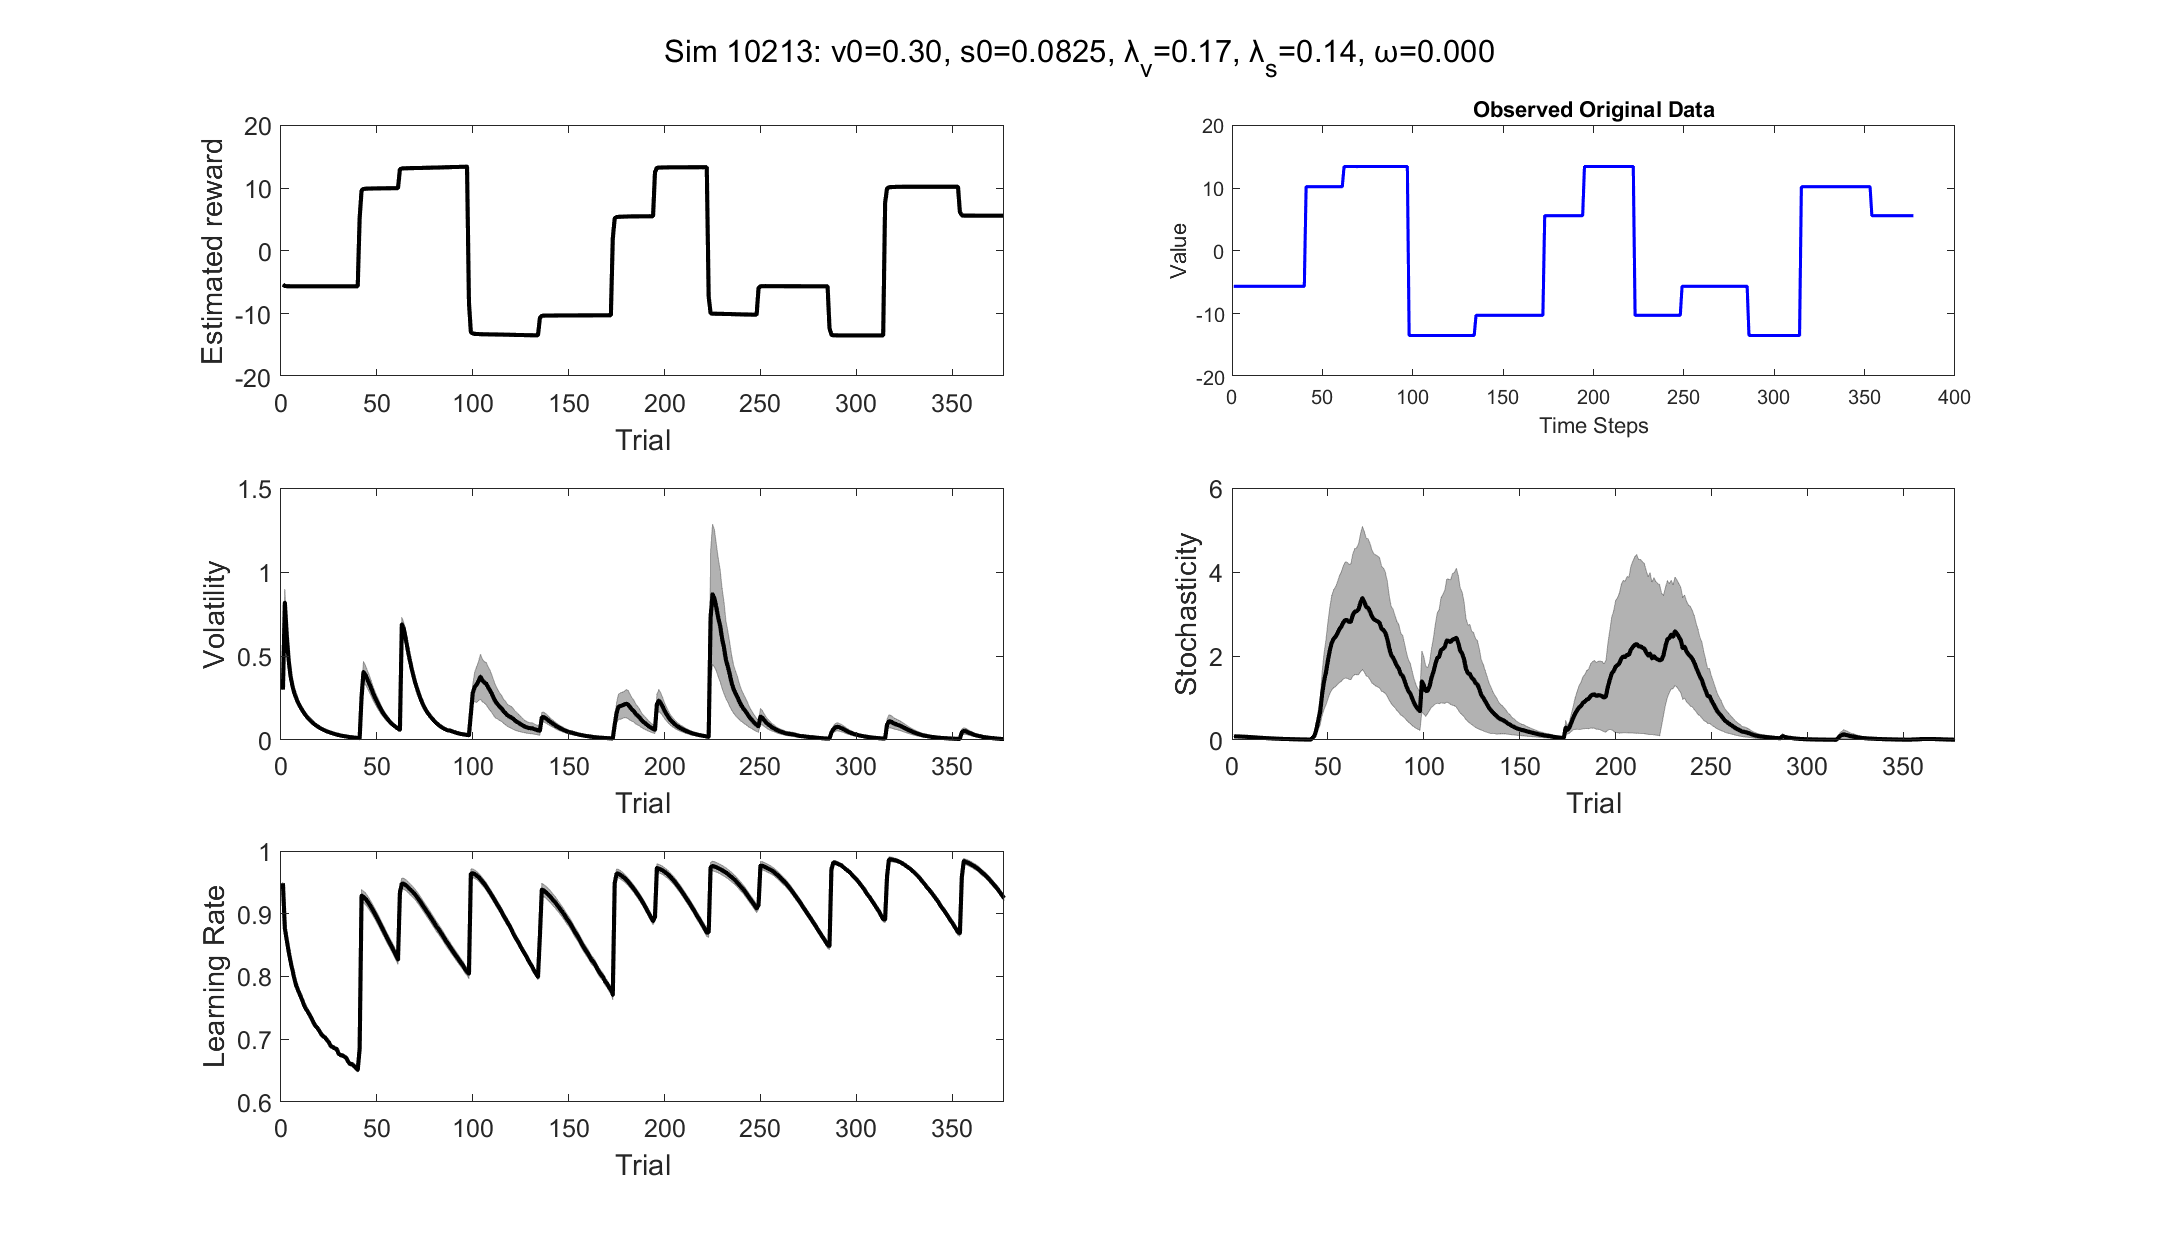 Sim 10213: v0=0.30, s0=0.0825, λ_v=0.17, λ_s=0.14, ω=0.000
Estimated reward
20
10
0
-10
-20
0 50 100 150 200 250 300 350
Trial
Observed Original Data
Value
20
10
0
-10
-20
0 50 100 150 200 250 300 350 400
Time Steps
Volatility
1.5
1
0.5
0
0 50 100 150 200 250 300 350
Trial
Stochasticity
6
4
2
0
0 50 100 150 200 250 300 350
Trial
Learning Rate
1
0.9
0.8
0.7
0.6
0 50 100 150 200 250 300 350
Trial